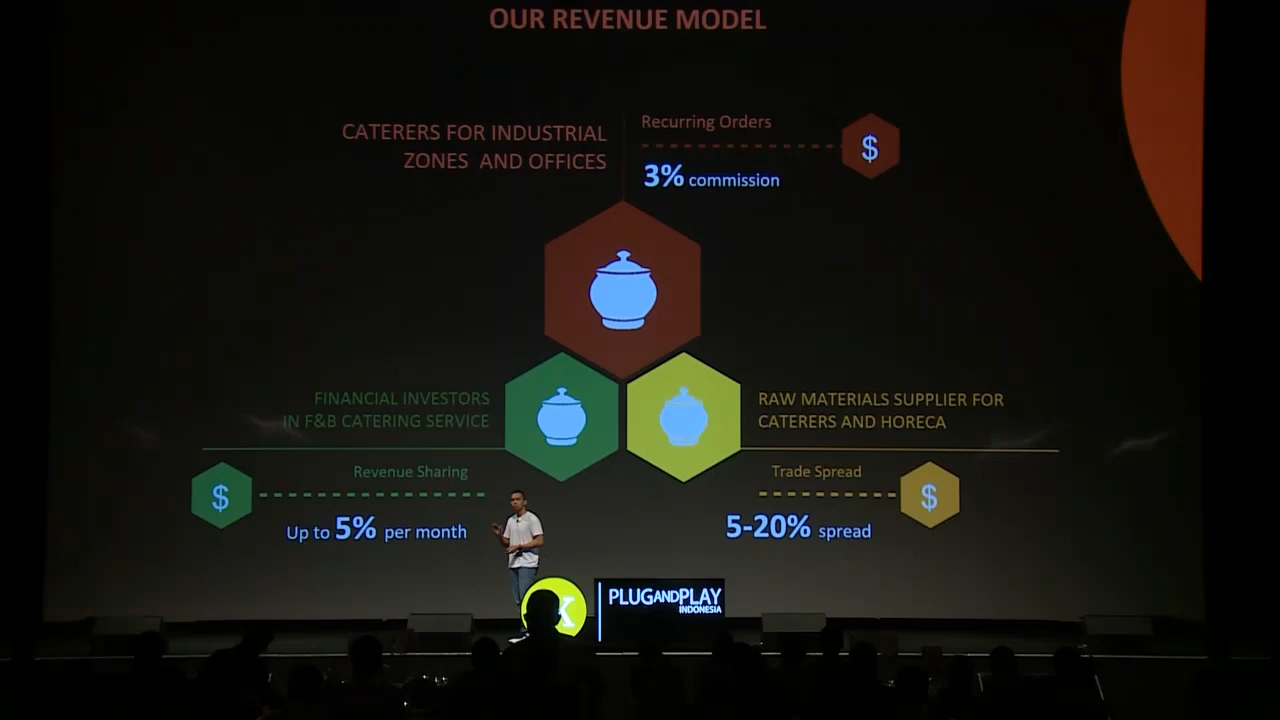 OUR REVENUE MODEL
CATERERS FOR INDUSTRIAL
ZONES AND OFFICES
Recurring Orders
$
3% commission
FINANCIAL INVESTORS
IN F&B CATERING SERVICE
Revenue Sharing
$
Up to 5% per month
RAW MATERIALS SUPPLIER FOR
CATERERS AND HORECA
Trade Spread
$
5-20% spread
PLUGANDPLAY
INDONESIA